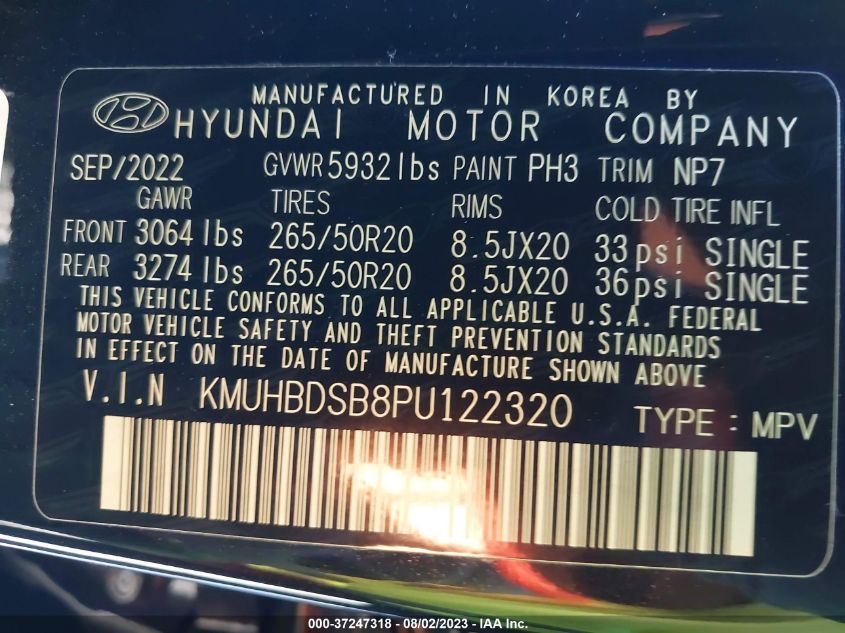 MANUFACTURED IN KOREA BY
HYUNDAI MOTOR COMPANY
SEP/2022 GVWR 5932 lbs PAINT PH3 TRIM NP7
GAWR TIRES RIMS COLD TIRE INFL
FRONT 3064 lbs 265/50R20 8.5JX20 33 psi SINGLE
REAR 3274 lbs 265/50R20 8.5JX20 36 psi SINGLE
THIS VEHICLE CONFORMS TO ALL APPLICABLE U.S.A. FEDERAL
MOTOR VEHICLE SAFETY AND THEFT PREVENTION STANDARDS
IN EFFECT ON THE DATE OF MANUFACTURE SHOWN ABOVE
V.I.N KMUHBDSB8PU122320 TYPE : MPV
000-37247318 - 08/02/2023 - IAA Inc.